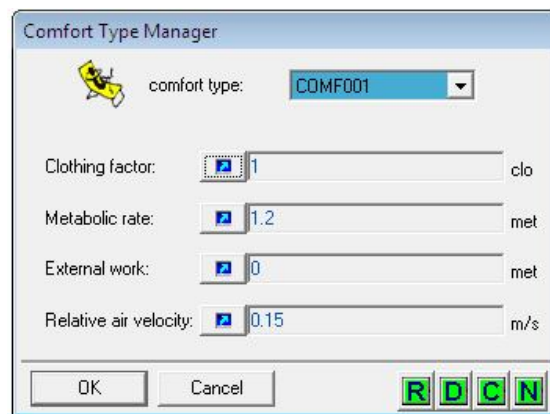 Comfort Type Manager
comfort type: COMF001
Clothing factor: 1 clo
Metabolic rate: 1.2 met
External work: 0 met
Relative air velocity: 0.15 m/s
OK Cancel R D C N